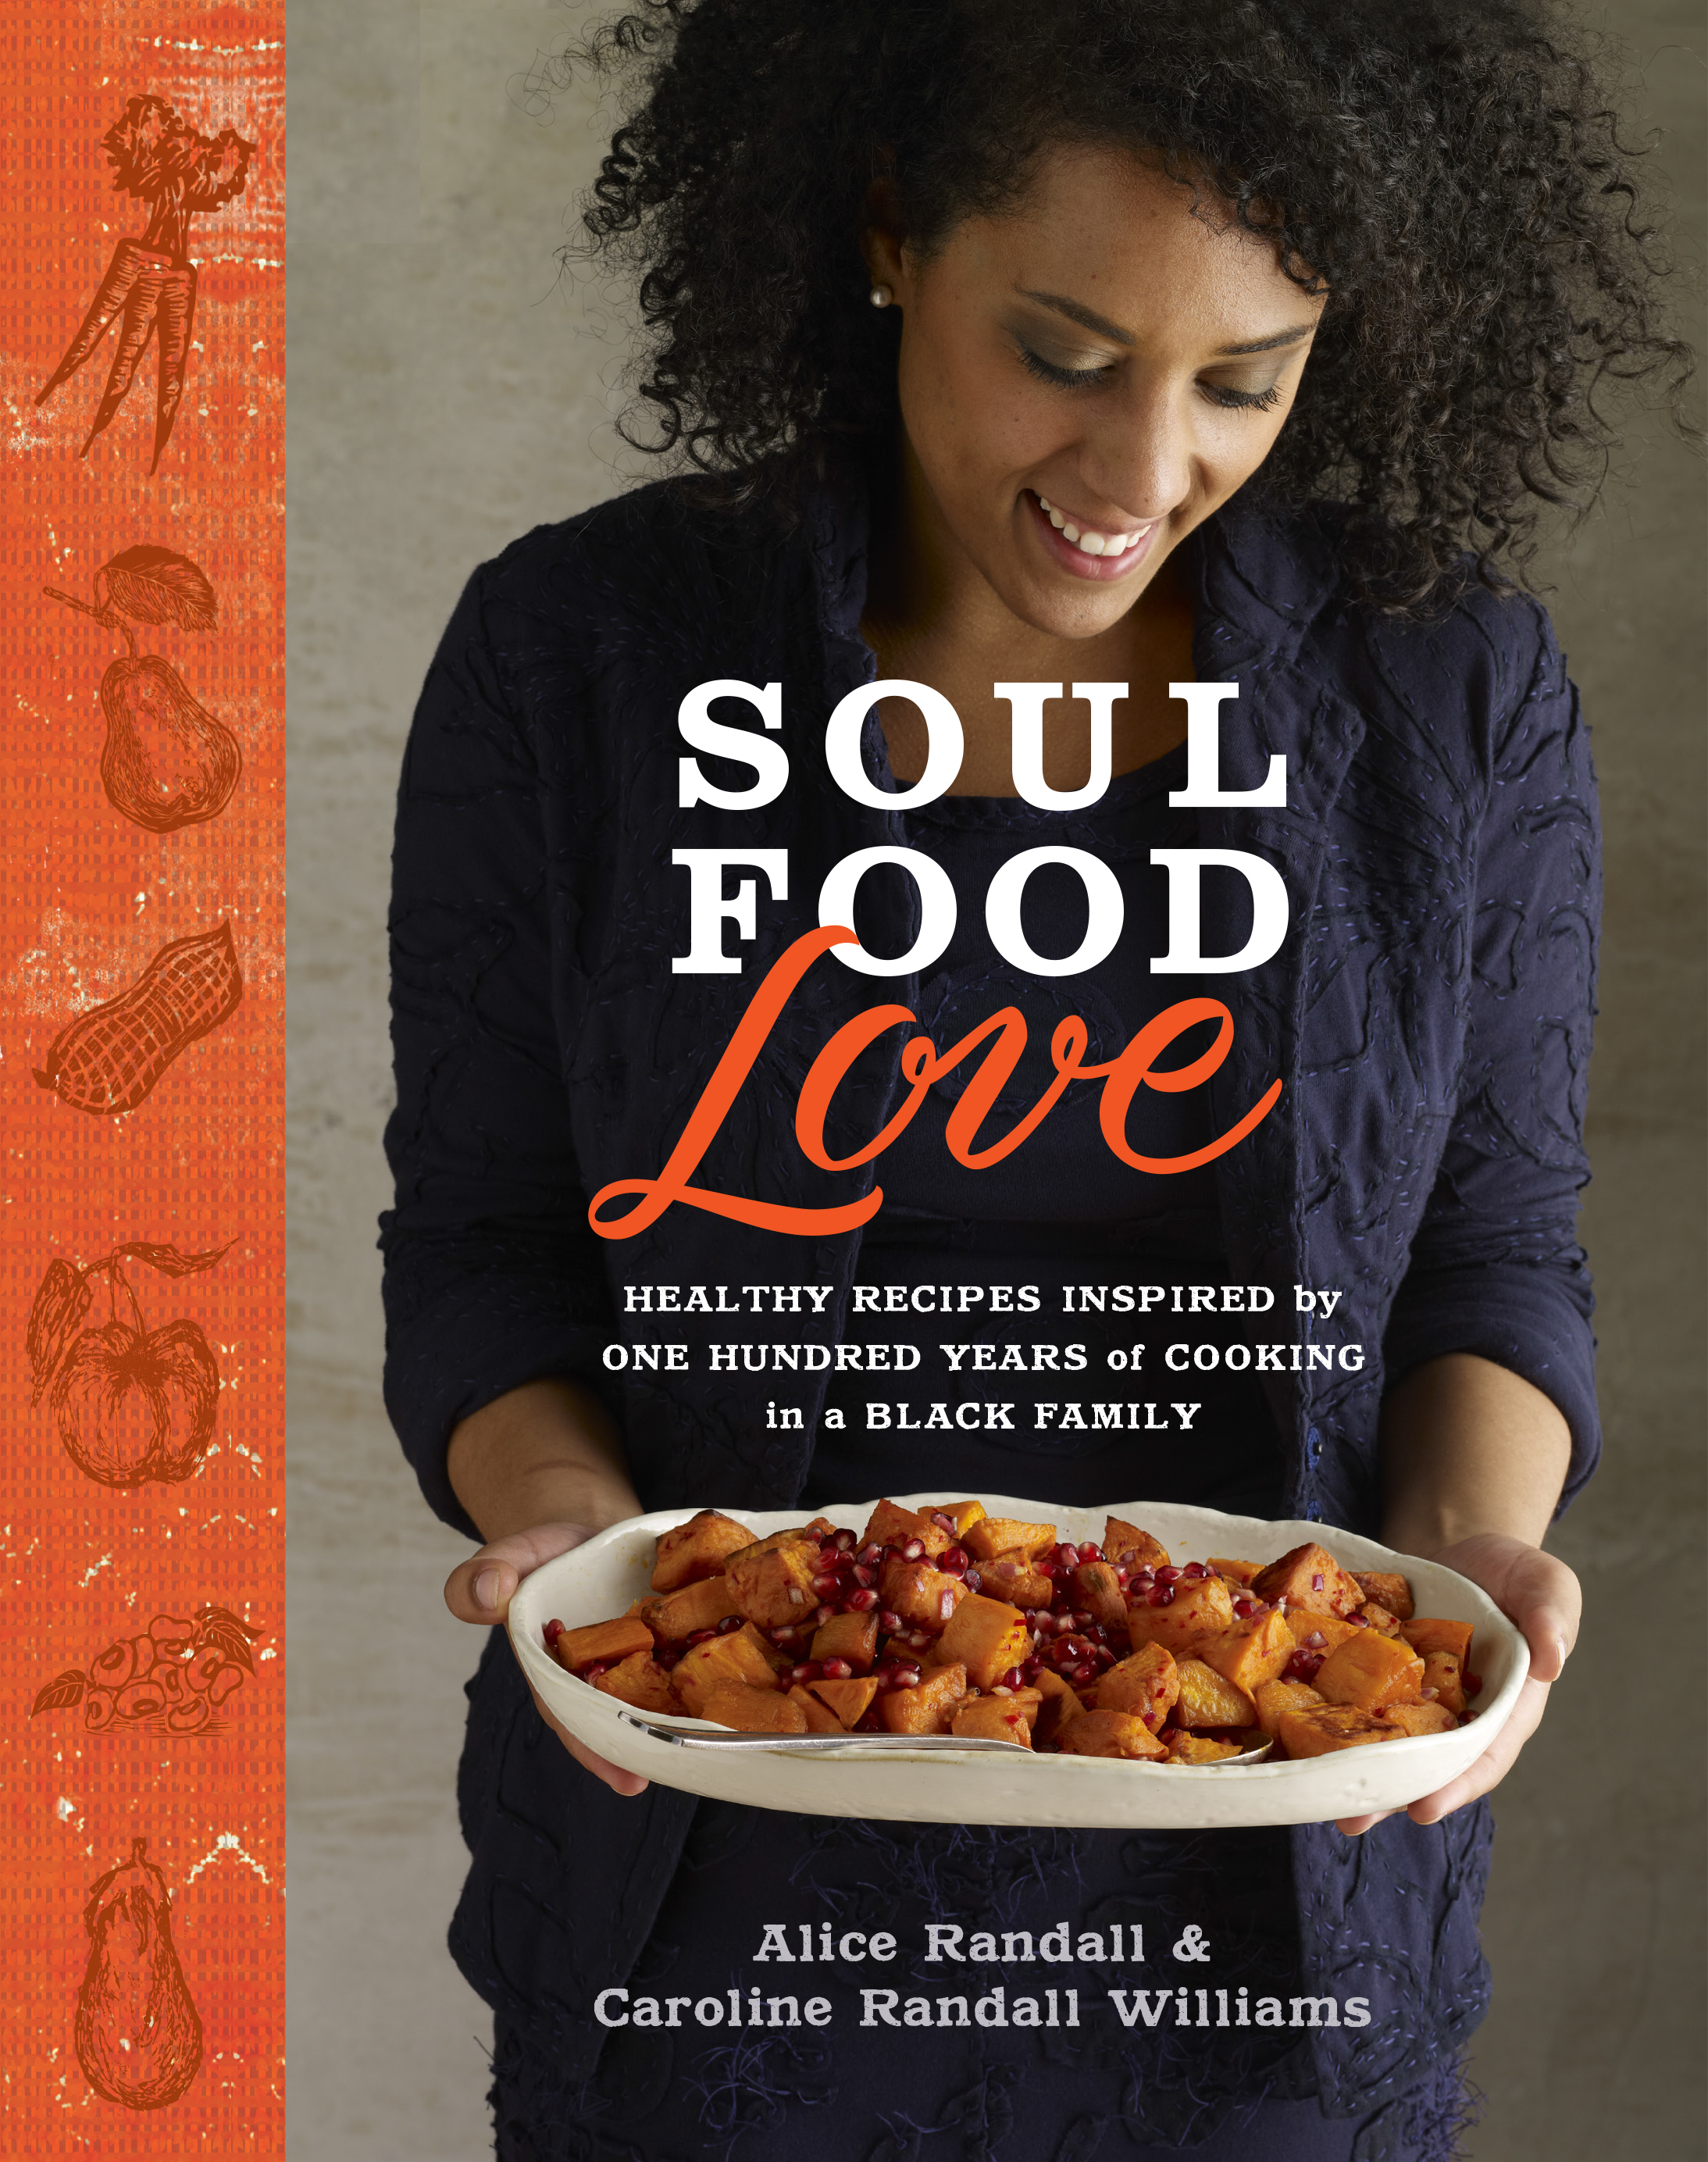 SOUL
FOOD
Love
HEALTHY RECIPES INSPIRED by
ONE HUNDRED YEARS of COOKING
in a BLACK FAMILY
Alice Randall &
Caroline Randall Williams